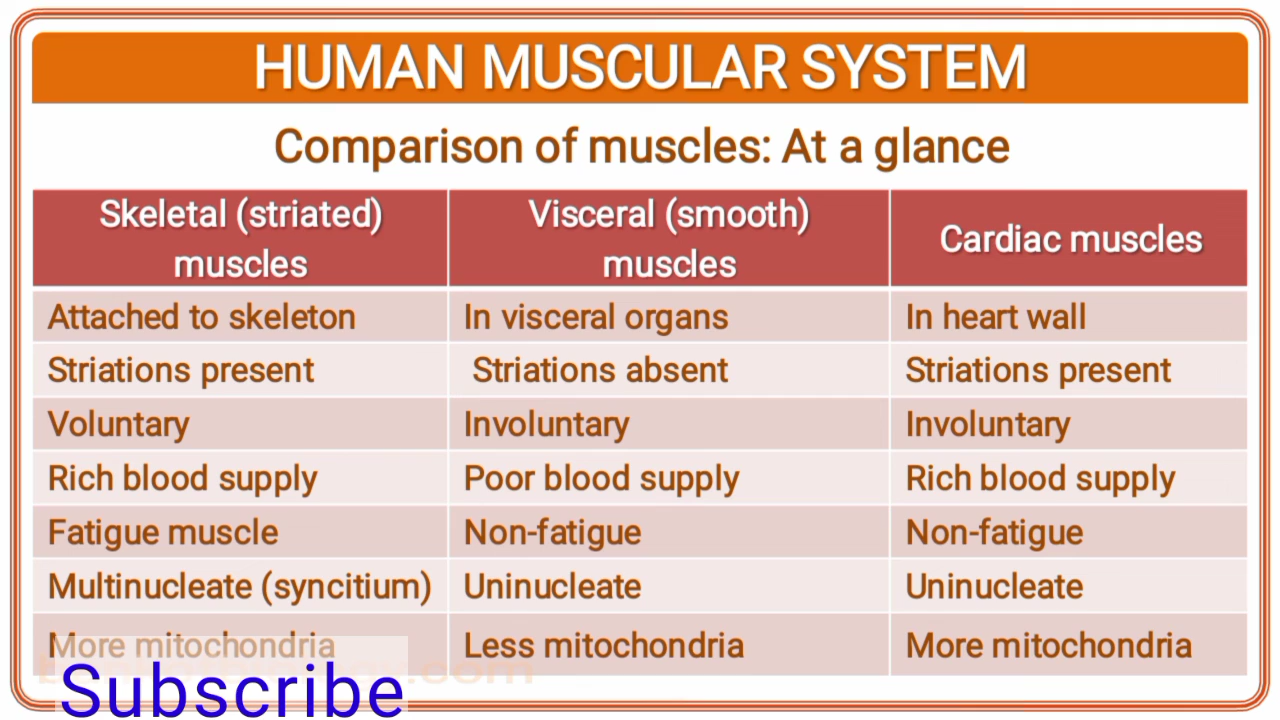 HUMAN MUSCULAR SYSTEM
Comparison of muscles: At a glance
Skeletal (striated)
muscles
Visceral (smooth)
muscles
Cardiac muscles
Attached to skeleton
In visceral organs
In heart wall
Striations present
Striations absent
Striations present
Voluntary
Involuntary
Involuntary
Rich blood supply
Poor blood supply
Rich blood supply
Fatigue muscle
Non-fatigue
Non-fatigue
Multinucleate (syncitium)
Uninucleate
Uninucleate
More mitochondria
Less mitochondria
More mitochondria
Subscribe